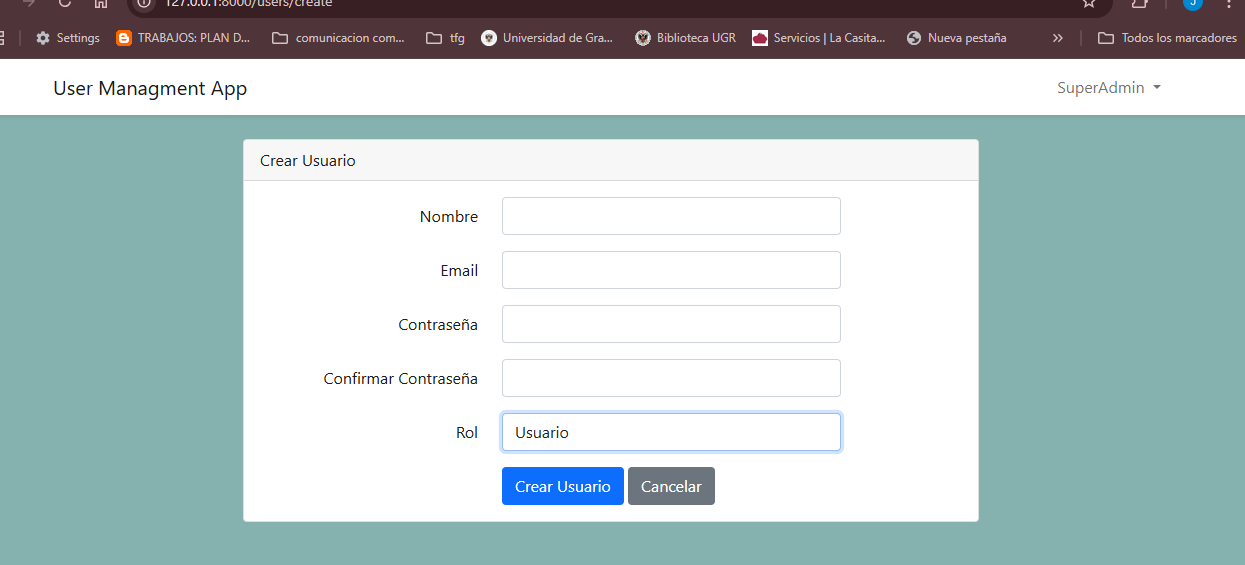 127.0.0.1:8000/users/create
Settings TRABAJOS: PLAN D... comunicacion com... tfg Universidad de Gra... Biblioteca UGR Servicios | La Casita... Nueva pestaña » Todos los marcadores
User Managment App SuperAdmin
Crear Usuario
Nombre
Email
Contraseña
Confirmar Contraseña
Rol Usuario
Crear Usuario Cancelar